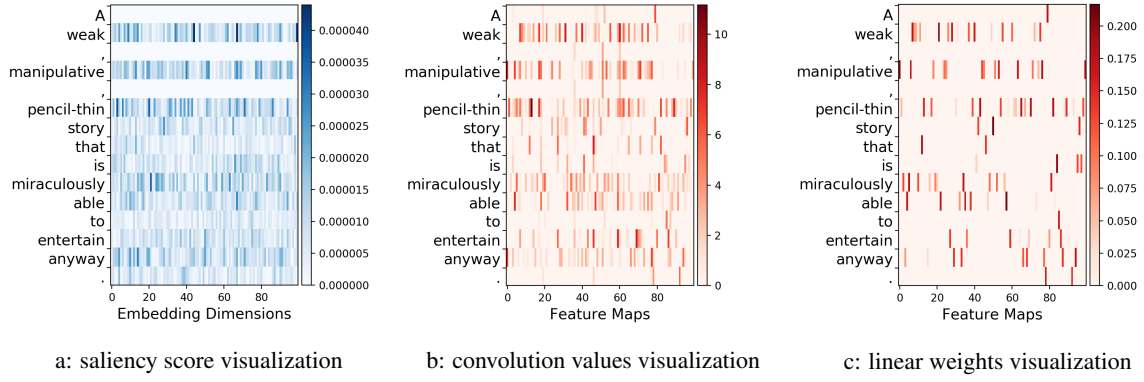 A
weak
,
manipulative
,
pencil-thin
story
that
is
miraculously
able
to
entertain
anyway
.
0 20 40 60 80
Embedding Dimensions
0.000040
0.000035
0.000030
0.000025
0.000020
0.000015
0.000010
0.000005
0.000000
a: saliency score visualization
A
weak
,
manipulative
,
pencil-thin
story
that
is
miraculously
able
to
entertain
anyway
.
0 20 40 60 80
Feature Maps
10
8
6
4
2
0
b: convolution values visualization
A
weak
,
manipulative
,
pencil-thin
story
that
is
miraculously
able
to
entertain
anyway
.
0 20 40 60 80
Feature Maps
0.200
0.175
0.150
0.125
0.100
0.075
0.050
0.025
0.000
c: linear weights visualization